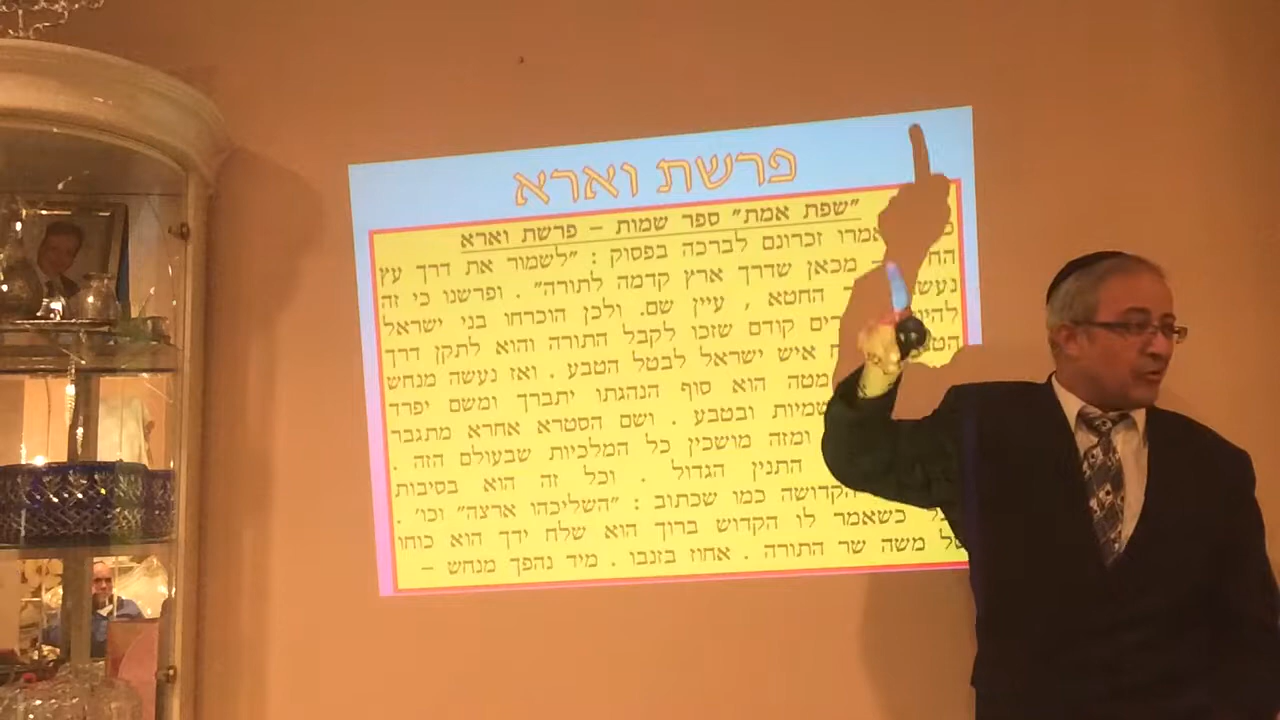 פרשת וארא
"שפת אמת" ספר שמות – פרשת וארא
אמרו זכרונם לברכה בפסוק : "לשמור את דרך עץ
מכאן שדרך ארץ קדמה לתורה" . ופרשנו כי זה
החטא , עיין שם. ולכן הוכרחו בני ישראל
קודם שזכו לקבל התורה והוא לתקן דרך
איש ישראל לבטל הטבע . ואז נעשה מנחש
מטה הוא סוף הנהגתו יתברך ומשם יפרד
ובטבע . ושם הסטרא אחרא מתגבר
ומזה מושכין כל המלכיות שבעולם הזה .
התנין הגדול . וכל זה הוא בסיבות
הקדושה כמו שכתוב : "השליכהו ארצה" וכו' .
כשאמר לו הקדוש ברוך הוא שלח ידך הוא כוחו
של משה שר התורה . אחוז בזנבו . מיד נהפך מנחש –